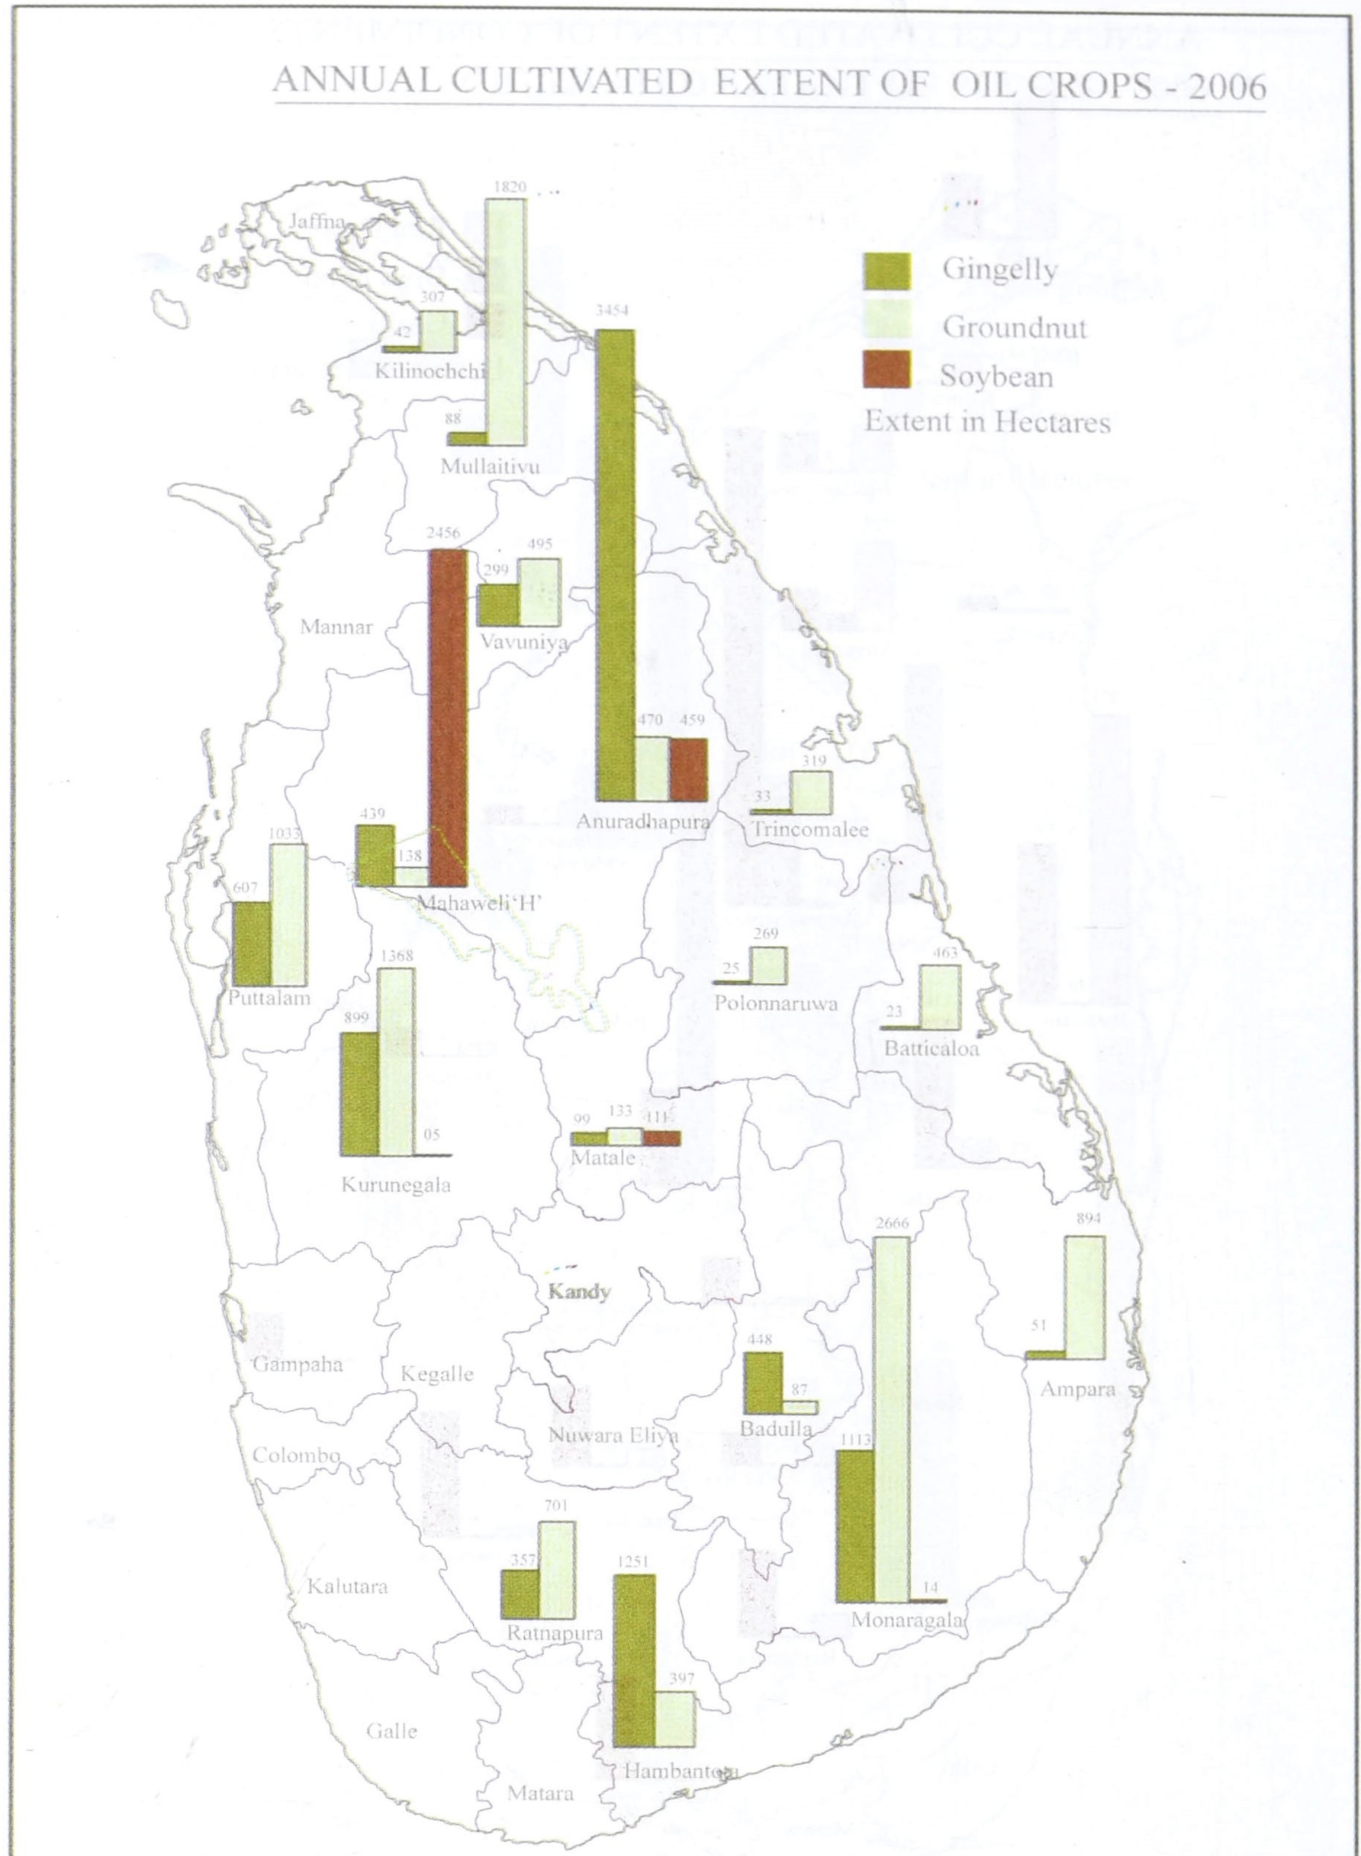 ANNUAL CULTIVATED EXTENT OF OIL CROPS - 2006
1820
Jaffna
Gingelly
307
3454
Groundnut
42
Kilinochchi
Soybean
88
Extent in Hectares
Mullaitivu
2456
495
299
Mannar
Vavuniya
470 459
319
33
439
Anuradhapura
Trincomalee
1033
138
607
Mahaweli 'H'
269
463
1368
25
Puttalam
Polonnaruwa
899
23
Batticaloa
99 133 111
05
Matale
Kurunegala
2666
894
Kandy
51
448
Gampaha
Kegalle
87
Ampara
Badulla
Nuwara Eliya
1113
Colombo
701
357
1251
Kalutara
14
Ratnapura
Monaragala
397
Galle
Hambantota
Matara